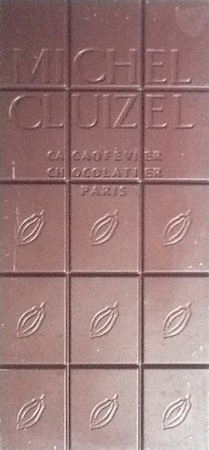 MICHEL
CLUIZEL
CACAOFÈVIER
CHOCOLATIER
PARIS